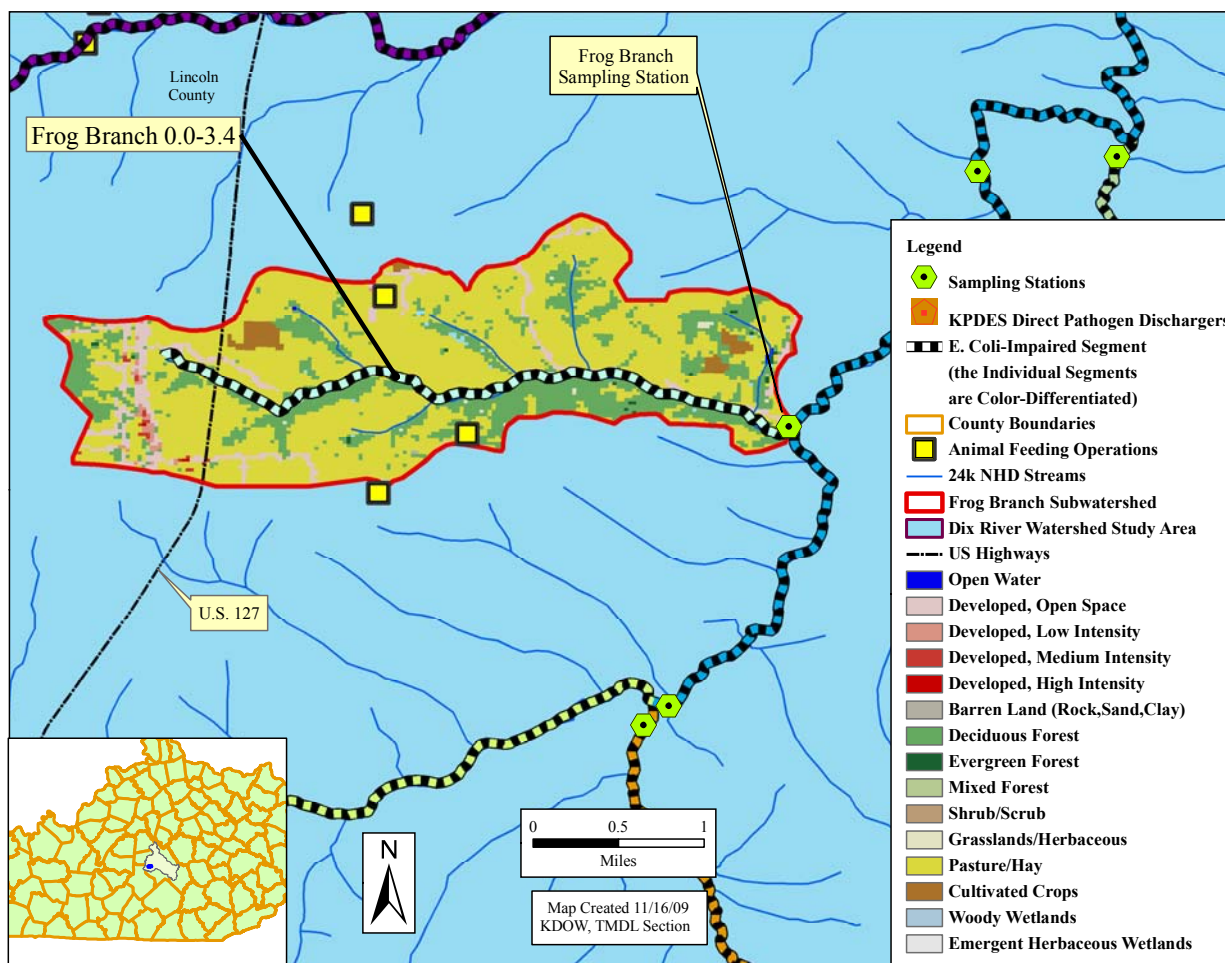 Lincoln
County
Frog Branch
Sampling Station
Frog Branch 0.0-3.4
U.S. 127
Legend
Sampling Stations
KPDES Direct Pathogen Dischargers
E. Coli-Impaired Segment
(the Individual Segments
are Color-Differentiated)
County Boundaries
Animal Feeding Operations
24k NHD Streams
Frog Branch Subwatershed
Dix River Watershed Study Area
US Highways
Open Water
Developed, Open Space
Developed, Low Intensity
Developed, Medium Intensity
Developed, High Intensity
Barren Land (Rock,Sand,Clay)
Deciduous Forest
Evergreen Forest
Mixed Forest
Shrub/Scrub
Grasslands/Herbaceous
Pasture/Hay
Cultivated Crops
Woody Wetlands
Emergent Herbaceous Wetlands
N
0 0.5 1
Miles
Map Created 11/16/09
KDOW, TMDL Section